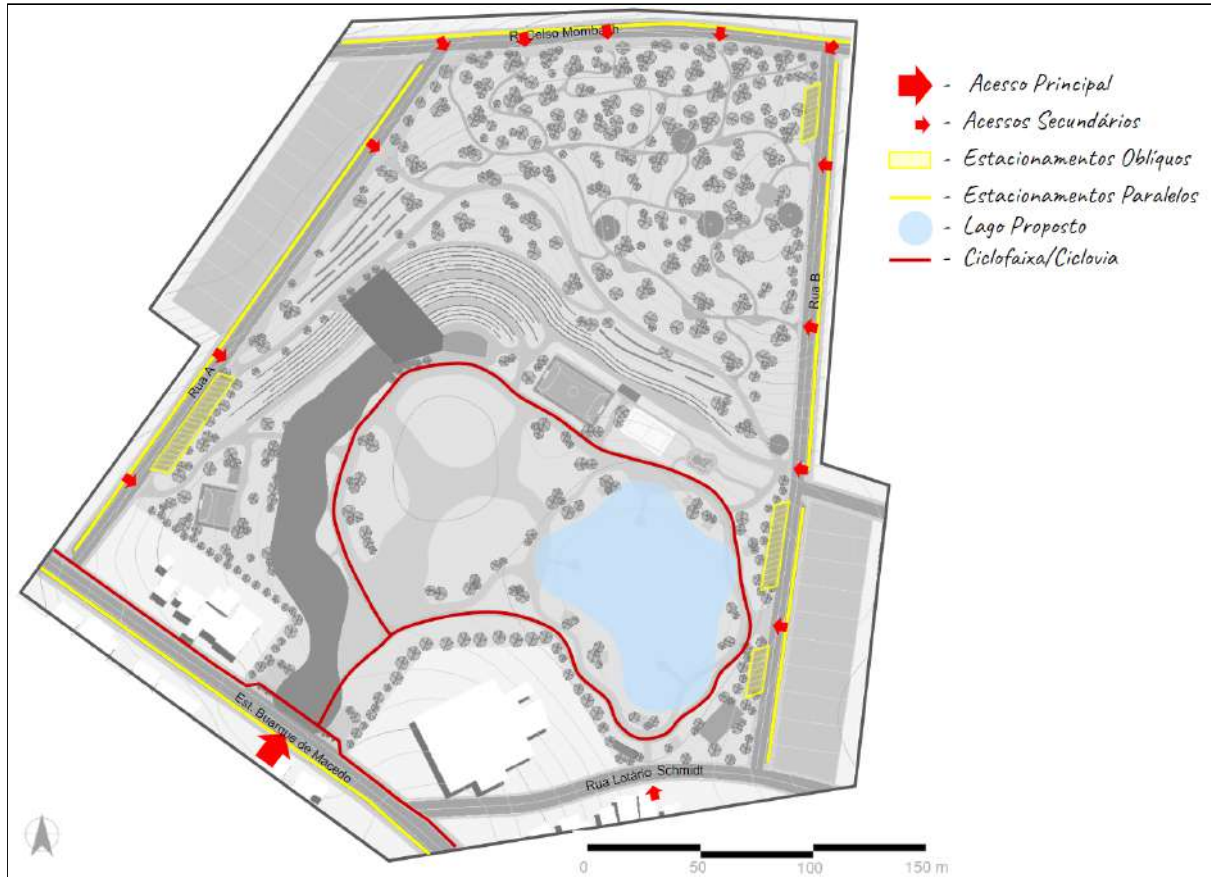 R. Celso Mombach
- Acesso Principal
- Acessos Secundários
- Estacionamentos Oblíquos
- Estacionamentos Paralelos
- Lago Proposto
- Ciclofaixa/Ciclovia
Rua B
Rua A
Est. Buarque de Macedo
Rua Lotário Schmidt
0 50 100 150 m